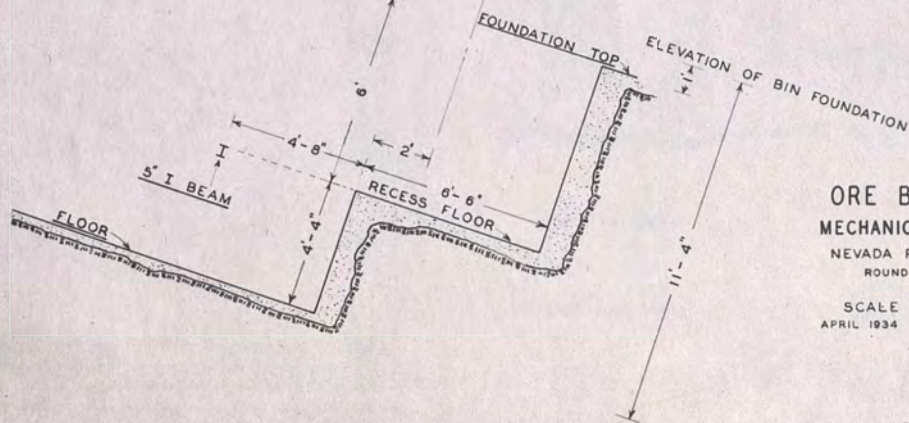 FOUNDATION TOP
ELEVATION OF BIN FOUNDATION
1'
6'
4'-8"
2'
I
5" I BEAM
6'-6"
RECESS FLOOR
4'-4"
FLOOR
11'-4"
ORE B
MECHANIC
NEVADA
ROUND
SCALE
APRIL 1934